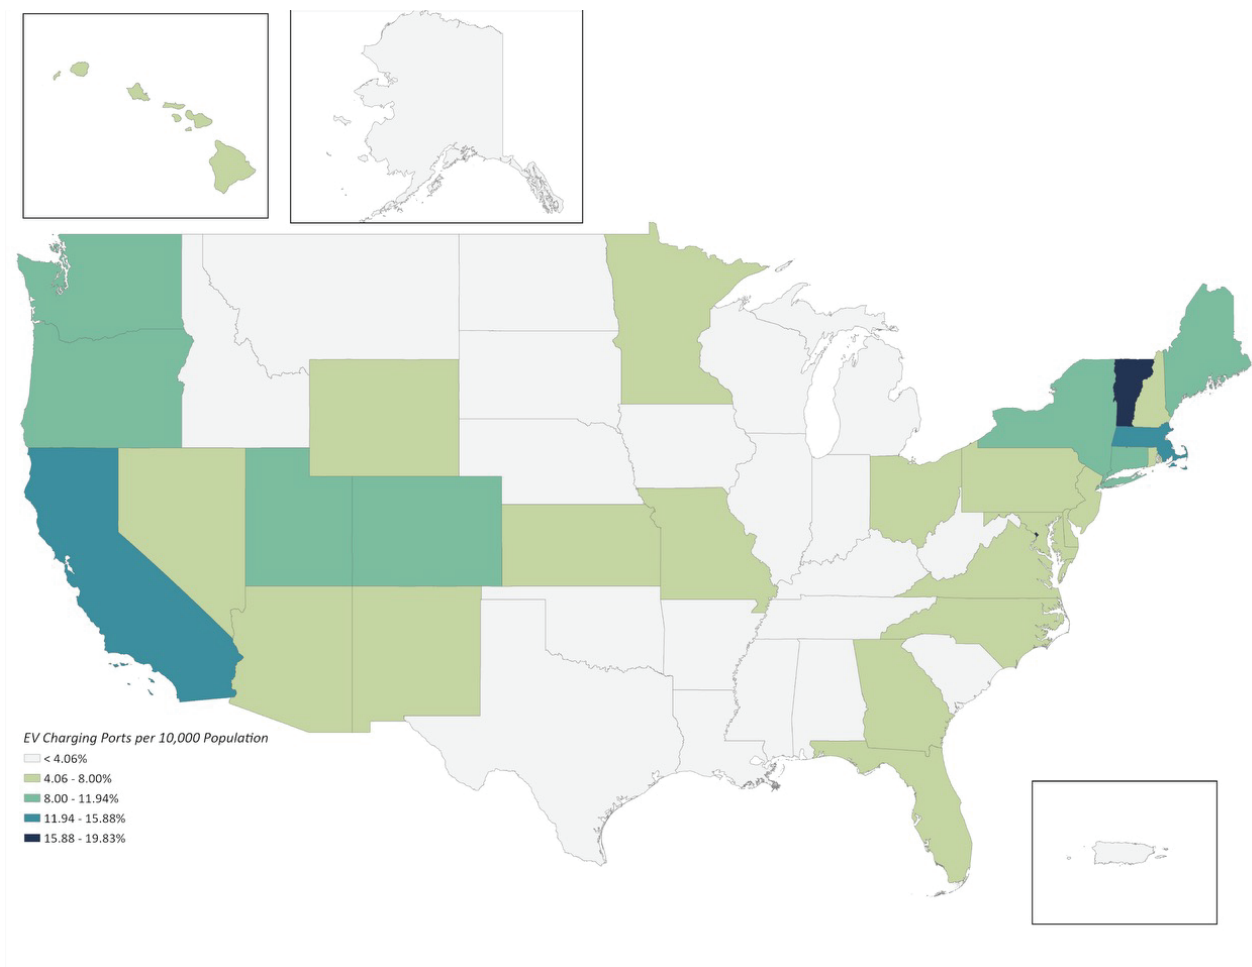 EV Charging Ports per 10,000 Population
< 4.06%
4.06 - 8.00%
8.00 - 11.94%
11.94 - 15.88%
15.88 - 19.83%